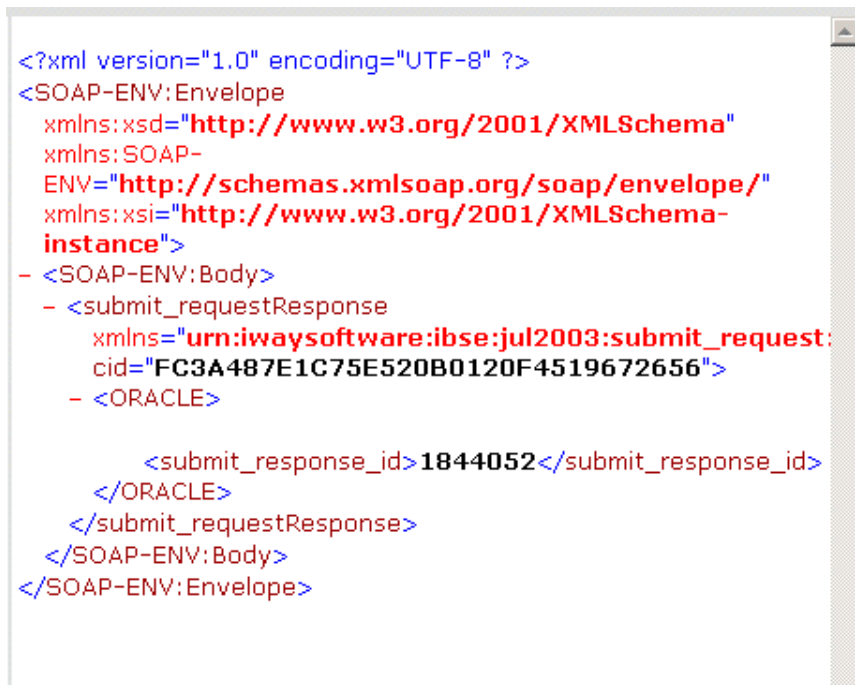 <?xml version="1.0" encoding="UTF-8" ?>
<SOAP-ENV:Envelope
xmlns:xsd="http://www.w3.org/2001/XMLSchema"
xmlns:SOAP-
ENV="http://schemas.xmlsoap.org/soap/envelope/"
xmlns:xsi="http://www.w3.org/2001/XMLSchema-
instance">
– <SOAP-ENV:Body>
– <submit_requestResponse
xmlns="urn:iwaysoftware:ibse:jul2003:submit_request:
cid="FC3A487E1C75E520B0120F4519672656">
– <ORACLE>
<submit_response_id>1844052</submit_response_id>
</ORACLE>
</submit_requestResponse>
</SOAP-ENV:Body>
</SOAP-ENV:Envelope>